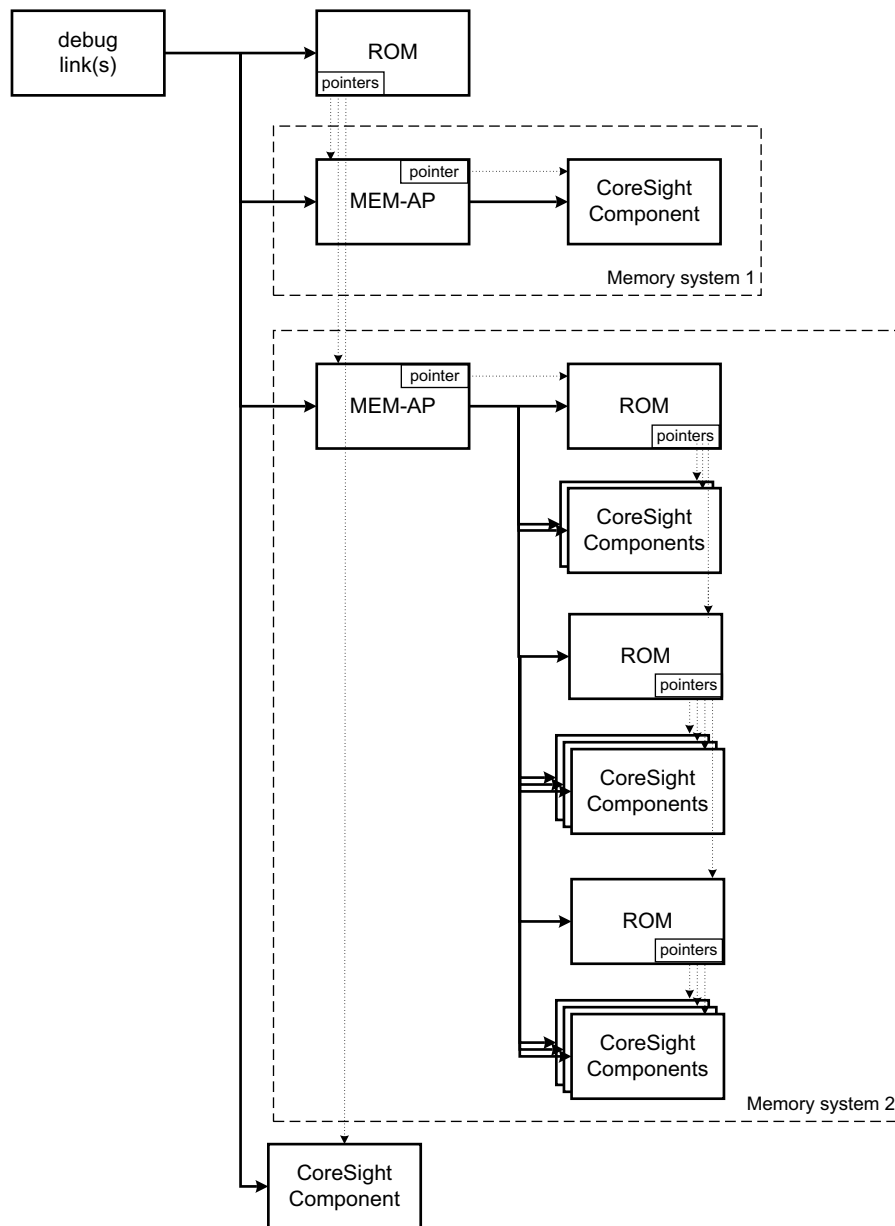 debug
link(s)
ROM
pointers
pointer
MEM-AP
CoreSight
Component
Memory system 1
pointer
MEM-AP
ROM
pointers
CoreSight
Components
ROM
pointers
CoreSight
Components
ROM
pointers
CoreSight
Components
Memory system 2
CoreSight
Component